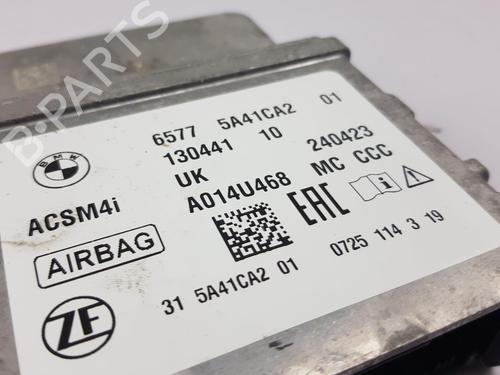 B-PARTS
BMW
6577 5A41CA2 01
130441 10
UK 240423
A014U468 MC CCC
ACSM4i
EAC
i
AIRBAG
ZF
31 5 5A41CA2 01 0725 114 3 19